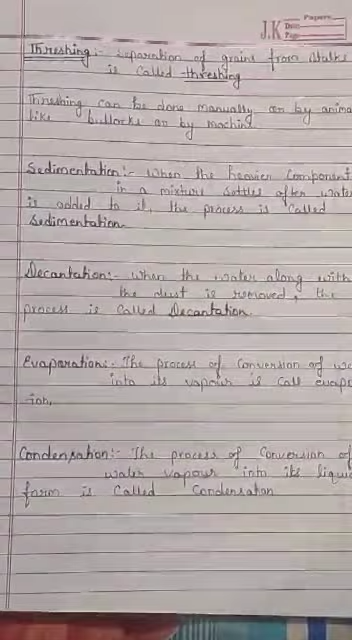 Papers
J.K Date:
Page:
Threshing:- Separation of grains from stalks
is called threshing
Threshing can be done manually or by anima
like bullocks or by machine
Sedimentation:- When the heavier component
in a mixture settles after water
is added to it, the process is called
Sedimentation.
Decantation:- When the water along with
the dust is removed, the
process is called Decantation.
Evaporation:- The process of conversion of wa
into its vapour is call evapo
ion.
Condensation:- The process of conversion of
water vapour into its liquid
form is called Condensation